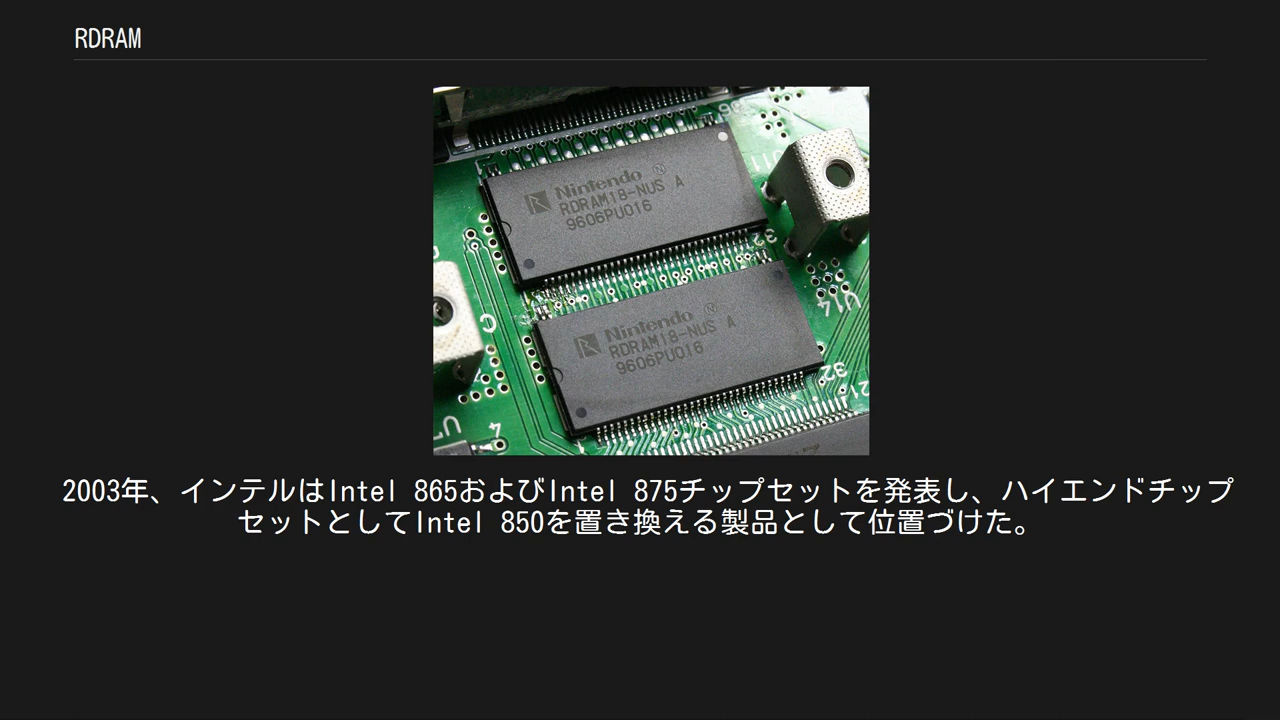 RDRAM
Nintendo
RDRAM18-NUS A
9606PU016
U11
U14
Nintendo
RDRAM18-NUS A
9606PU016
4
2003年、インテルはIntel 865およびIntel 875チップセットを発表し、ハイエンドチップ
セットとしてIntel 850を置き換える製品として位置づけた。